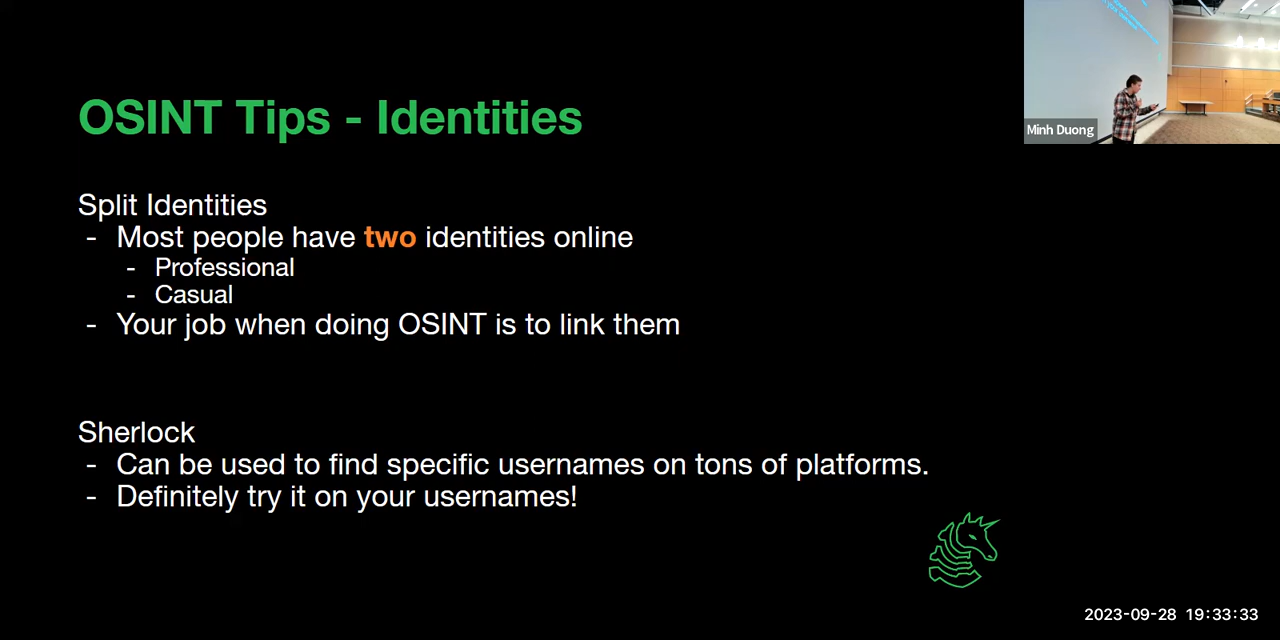 OSINT Tips - Identities
Split Identities
- Most people have two identities online
- Professional
- Casual
- Your job when doing OSINT is to link them
Sherlock
- Can be used to find specific usernames on tons of platforms.
- Definitely try it on your usernames!
Minh Duong
2023-09-28 19:33:33